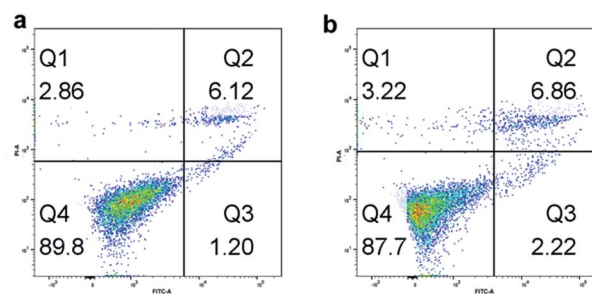 a
Q1
2.86
Q2
6.12
Q4
89.8
Q3
1.20
PI-A
FITC-A
b
Q1
3.22
Q2
6.86
Q4
87.7
Q3
2.22
PI-A
FITC-A